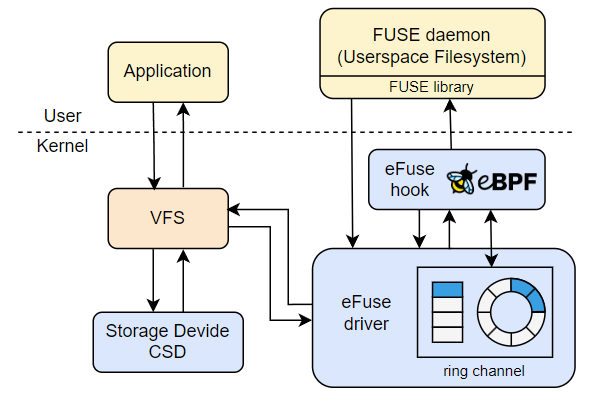 FUSE daemon
(Userspace Filesystem)
FUSE library
Application
User
Kernel
eFuse
hook
eBPF
VFS
eFuse
driver
Storage Devide
CSD
ring channel